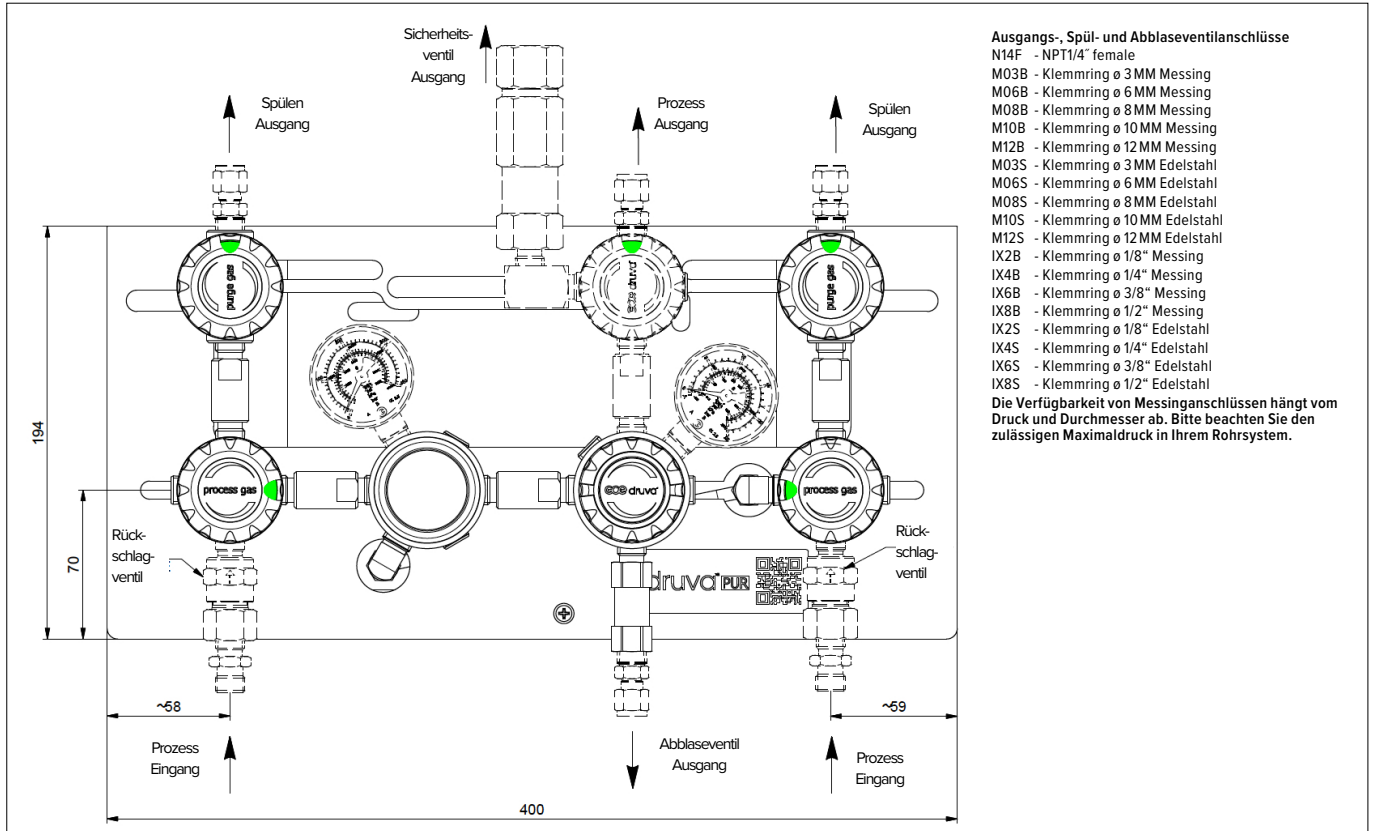 Sicherheits-
ventil
Ausgang
Spülen
Ausgang
Prozess
Ausgang
Spülen
Ausgang
purge gas
ece druva
purge gas
194
process gas
ece druva
process gas
70
Rück-
schlag-
ventil
Rück-
schlag-
ventil
druva PUR
~58
~59
Prozess
Eingang
Abblaseventil
Ausgang
Prozess
Eingang
400
Ausgangs-, Spül- und Abblaseventilanschlüsse
N14F - NPT1/4˝ female
M03B - Klemmring ø 3 MM Messing
M06B - Klemmring ø 6 MM Messing
M08B - Klemmring ø 8 MM Messing
M10B - Klemmring ø 10 MM Messing
M12B - Klemmring ø 12 MM Messing
M03S - Klemmring ø 3 MM Edelstahl
M06S - Klemmring ø 6 MM Edelstahl
M08S - Klemmring ø 8 MM Edelstahl
M10S - Klemmring ø 10 MM Edelstahl
M12S - Klemmring ø 12 MM Edelstahl
IX2B - Klemmring ø 1/8“ Messing
IX4B - Klemmring ø 1/4“ Messing
IX6B - Klemmring ø 3/8“ Messing
IX8B - Klemmring ø 1/2“ Messing
IX2S - Klemmring ø 1/8“ Edelstahl
IX4S - Klemmring ø 1/4“ Edelstahl
IX6S - Klemmring ø 3/8“ Edelstahl
IX8S - Klemmring ø 1/2“ Edelstahl
Die Verfügbarkeit von Messinganschlüssen hängt vom
Druck und Durchmesser ab. Bitte beachten Sie den
zulässigen Maximaldruck in Ihrem Rohrsystem.